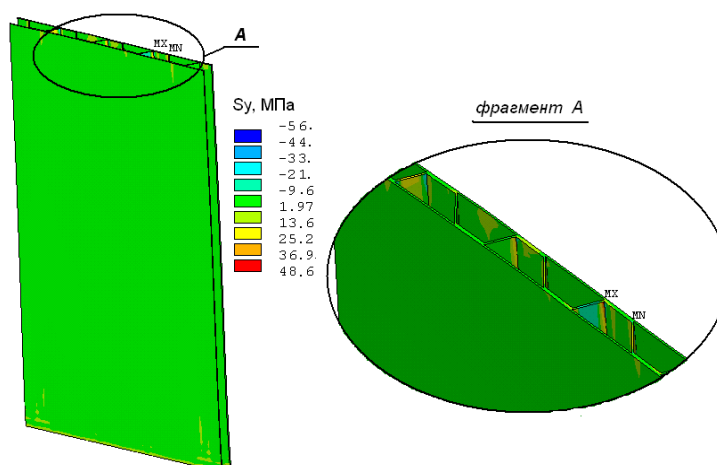 A
MX
MN
Sy, МПа
-56.
-44.
-33.
-21.
-9.6
1.97
13.6
25.2
36.9
48.6
фрагмент А
MX
MN